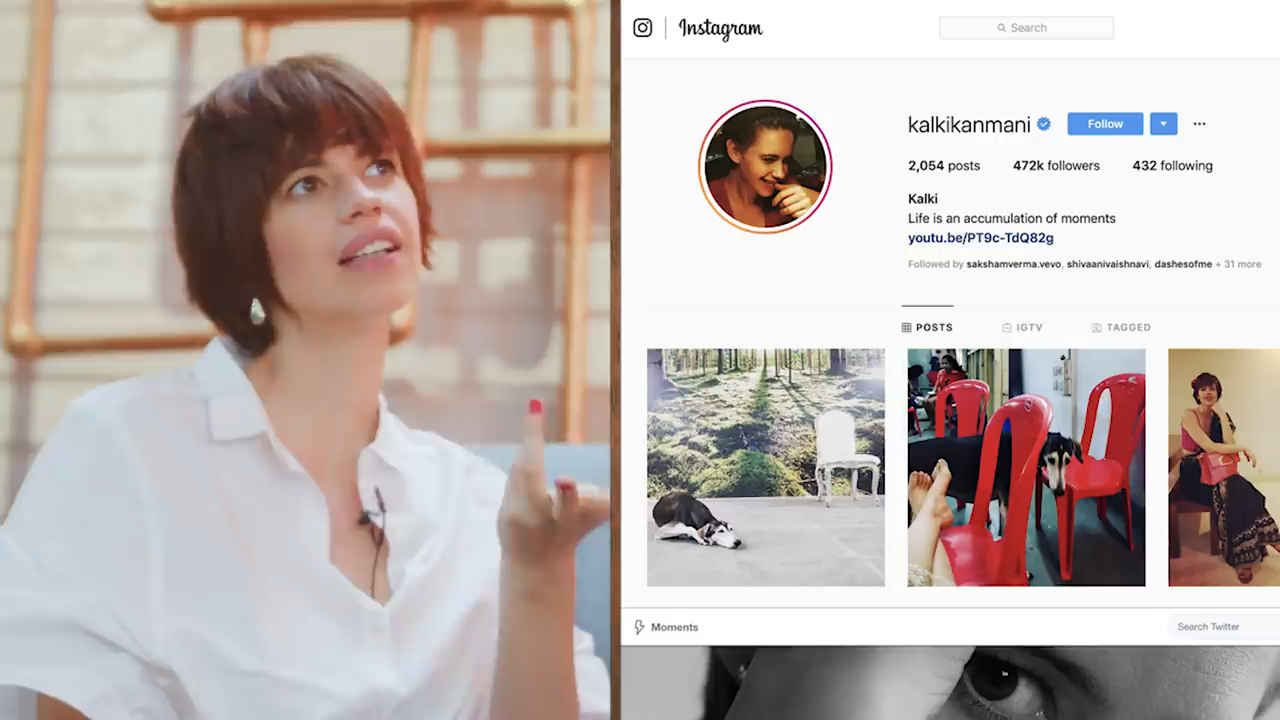 Instagram
Search
kalkikanmani Follow
2,054 posts 472k followers 432 following
Kalki
Life is an accumulation of moments
youtu.be/PT9c-TdQ82g
Followed by sakshamverma.vevo, shivaanivaishnavi, dashesofme + 31 more
POSTS IGTV TAGGED
Moments Search Twitter